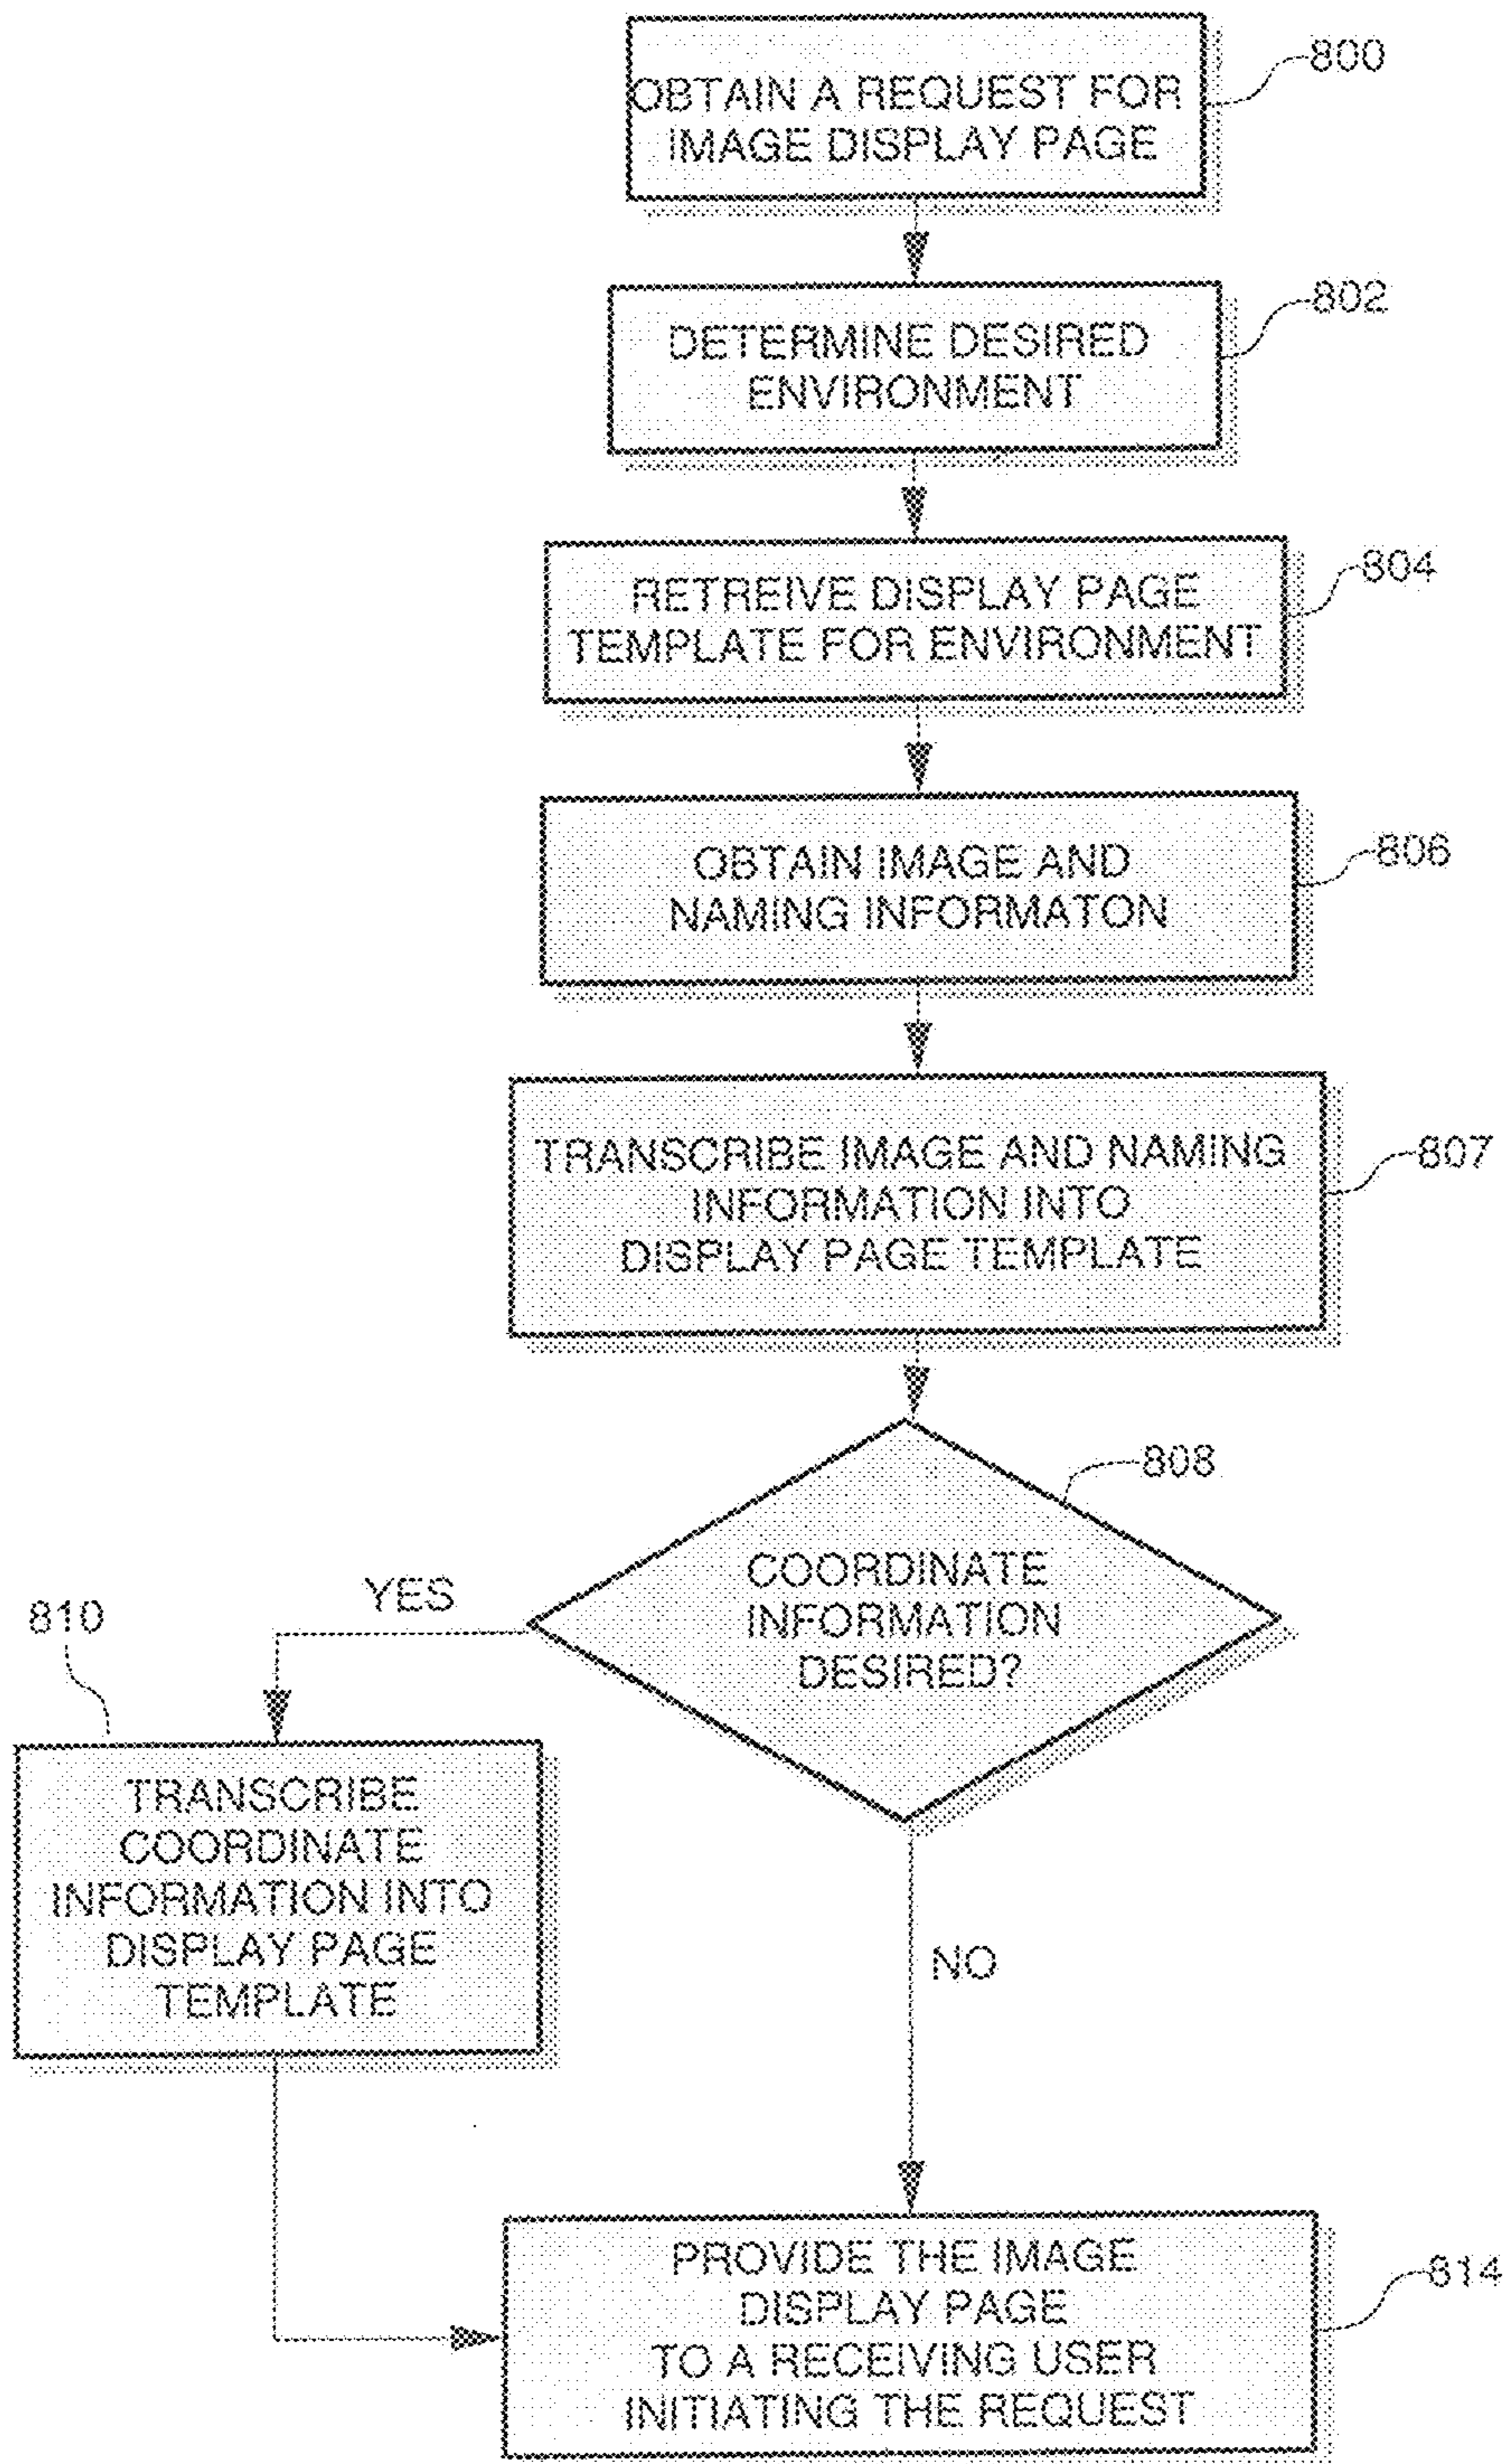 OBTAIN A REQUEST FOR
IMAGE DISPLAY PAGE
800
DETERMINE DESIRED
ENVIRONMENT
802
RETREIVE DISPLAY PAGE
TEMPLATE FOR ENVIRONMENT
804
OBTAIN IMAGE AND
NAMING INFORMATON
806
TRANSCRIBE IMAGE AND NAMING
INFORMATION INTO
DISPLAY PAGE TEMPLATE
807
COORDINATE
INFORMATION
DESIRED?
808
YES
810
TRANSCRIBE
COORDINATE
INFORMATION INTO
DISPLAY PAGE
TEMPLATE
NO
PROVIDE THE IMAGE
DISPLAY PAGE
TO A RECEIVING USER
INITIATING THE REQUEST
814